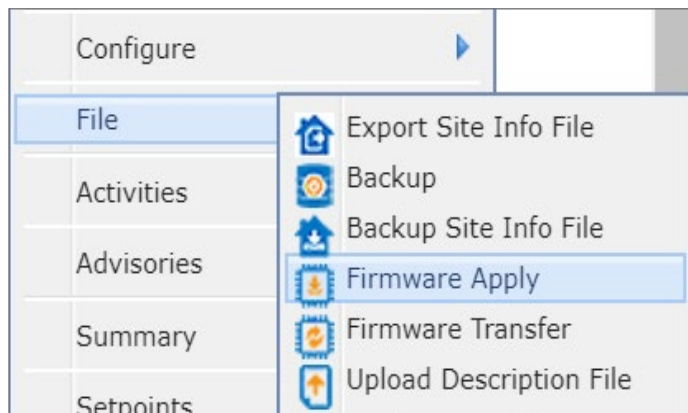 Configure
File
Export Site Info File
Backup
Activities
Backup Site Info File
Advisories
Firmware Apply
Summary
Firmware Transfer
Upload Description File
Setpoints